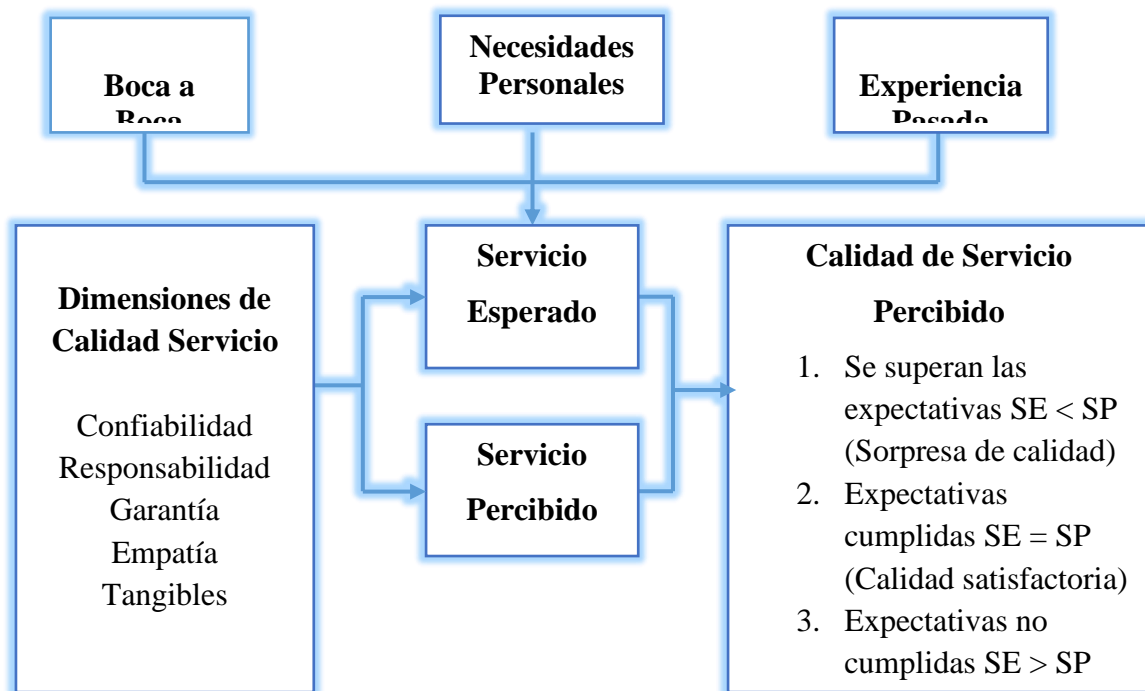 Boca a
Boca
Necesidades
Personales
Experiencia
Pasada
Dimensiones de
Calidad Servicio
Confiabilidad
Responsabilidad
Garantía
Empatía
Tangibles
Servicio
Esperado
Servicio
Percibido
Calidad de Servicio
Percibido
1. Se superan las
expectativas SE < SP
(Sorpresa de calidad)
2. Expectativas
cumplidas SE = SP
(Calidad satisfactoria)
3. Expectativas no
cumplidas SE > SP